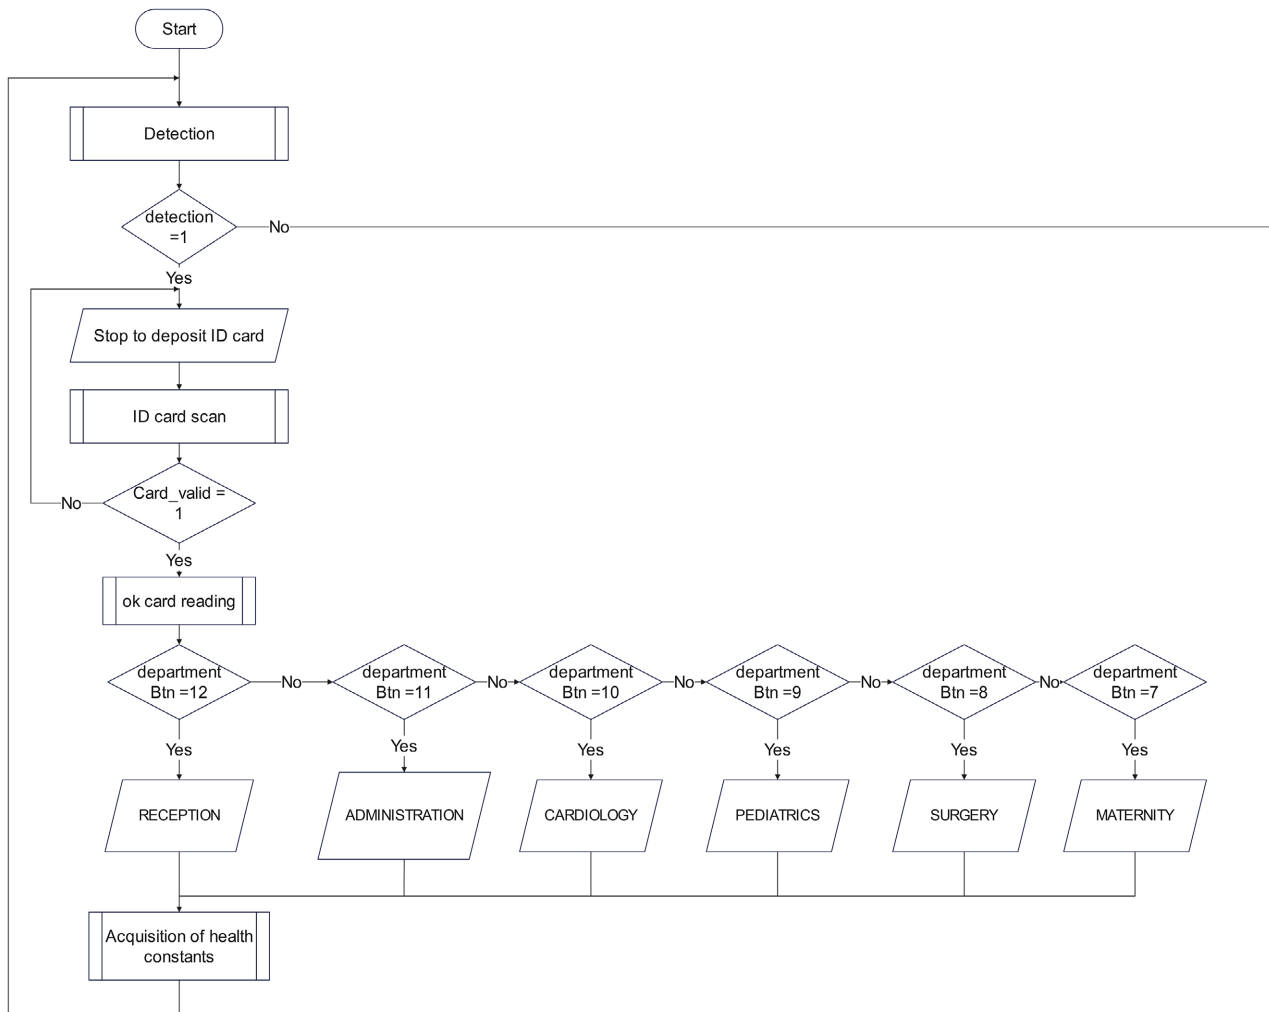 Start
Detection
detection
=1
No
Yes
Stop to deposit ID card
ID card scan
Card_valid =
1
No
Yes
ok card reading
department
Btn =12
No
department
Btn =11
No
department
Btn =10
No
department
Btn =9
No
department
Btn =8
No
department
Btn =7
Yes
Yes
Yes
Yes
Yes
Yes
RECEPTION
ADMINISTRATION
CARDIOLOGY
PEDIATRICS
SURGERY
MATERNITY
Acquisition of health
constants